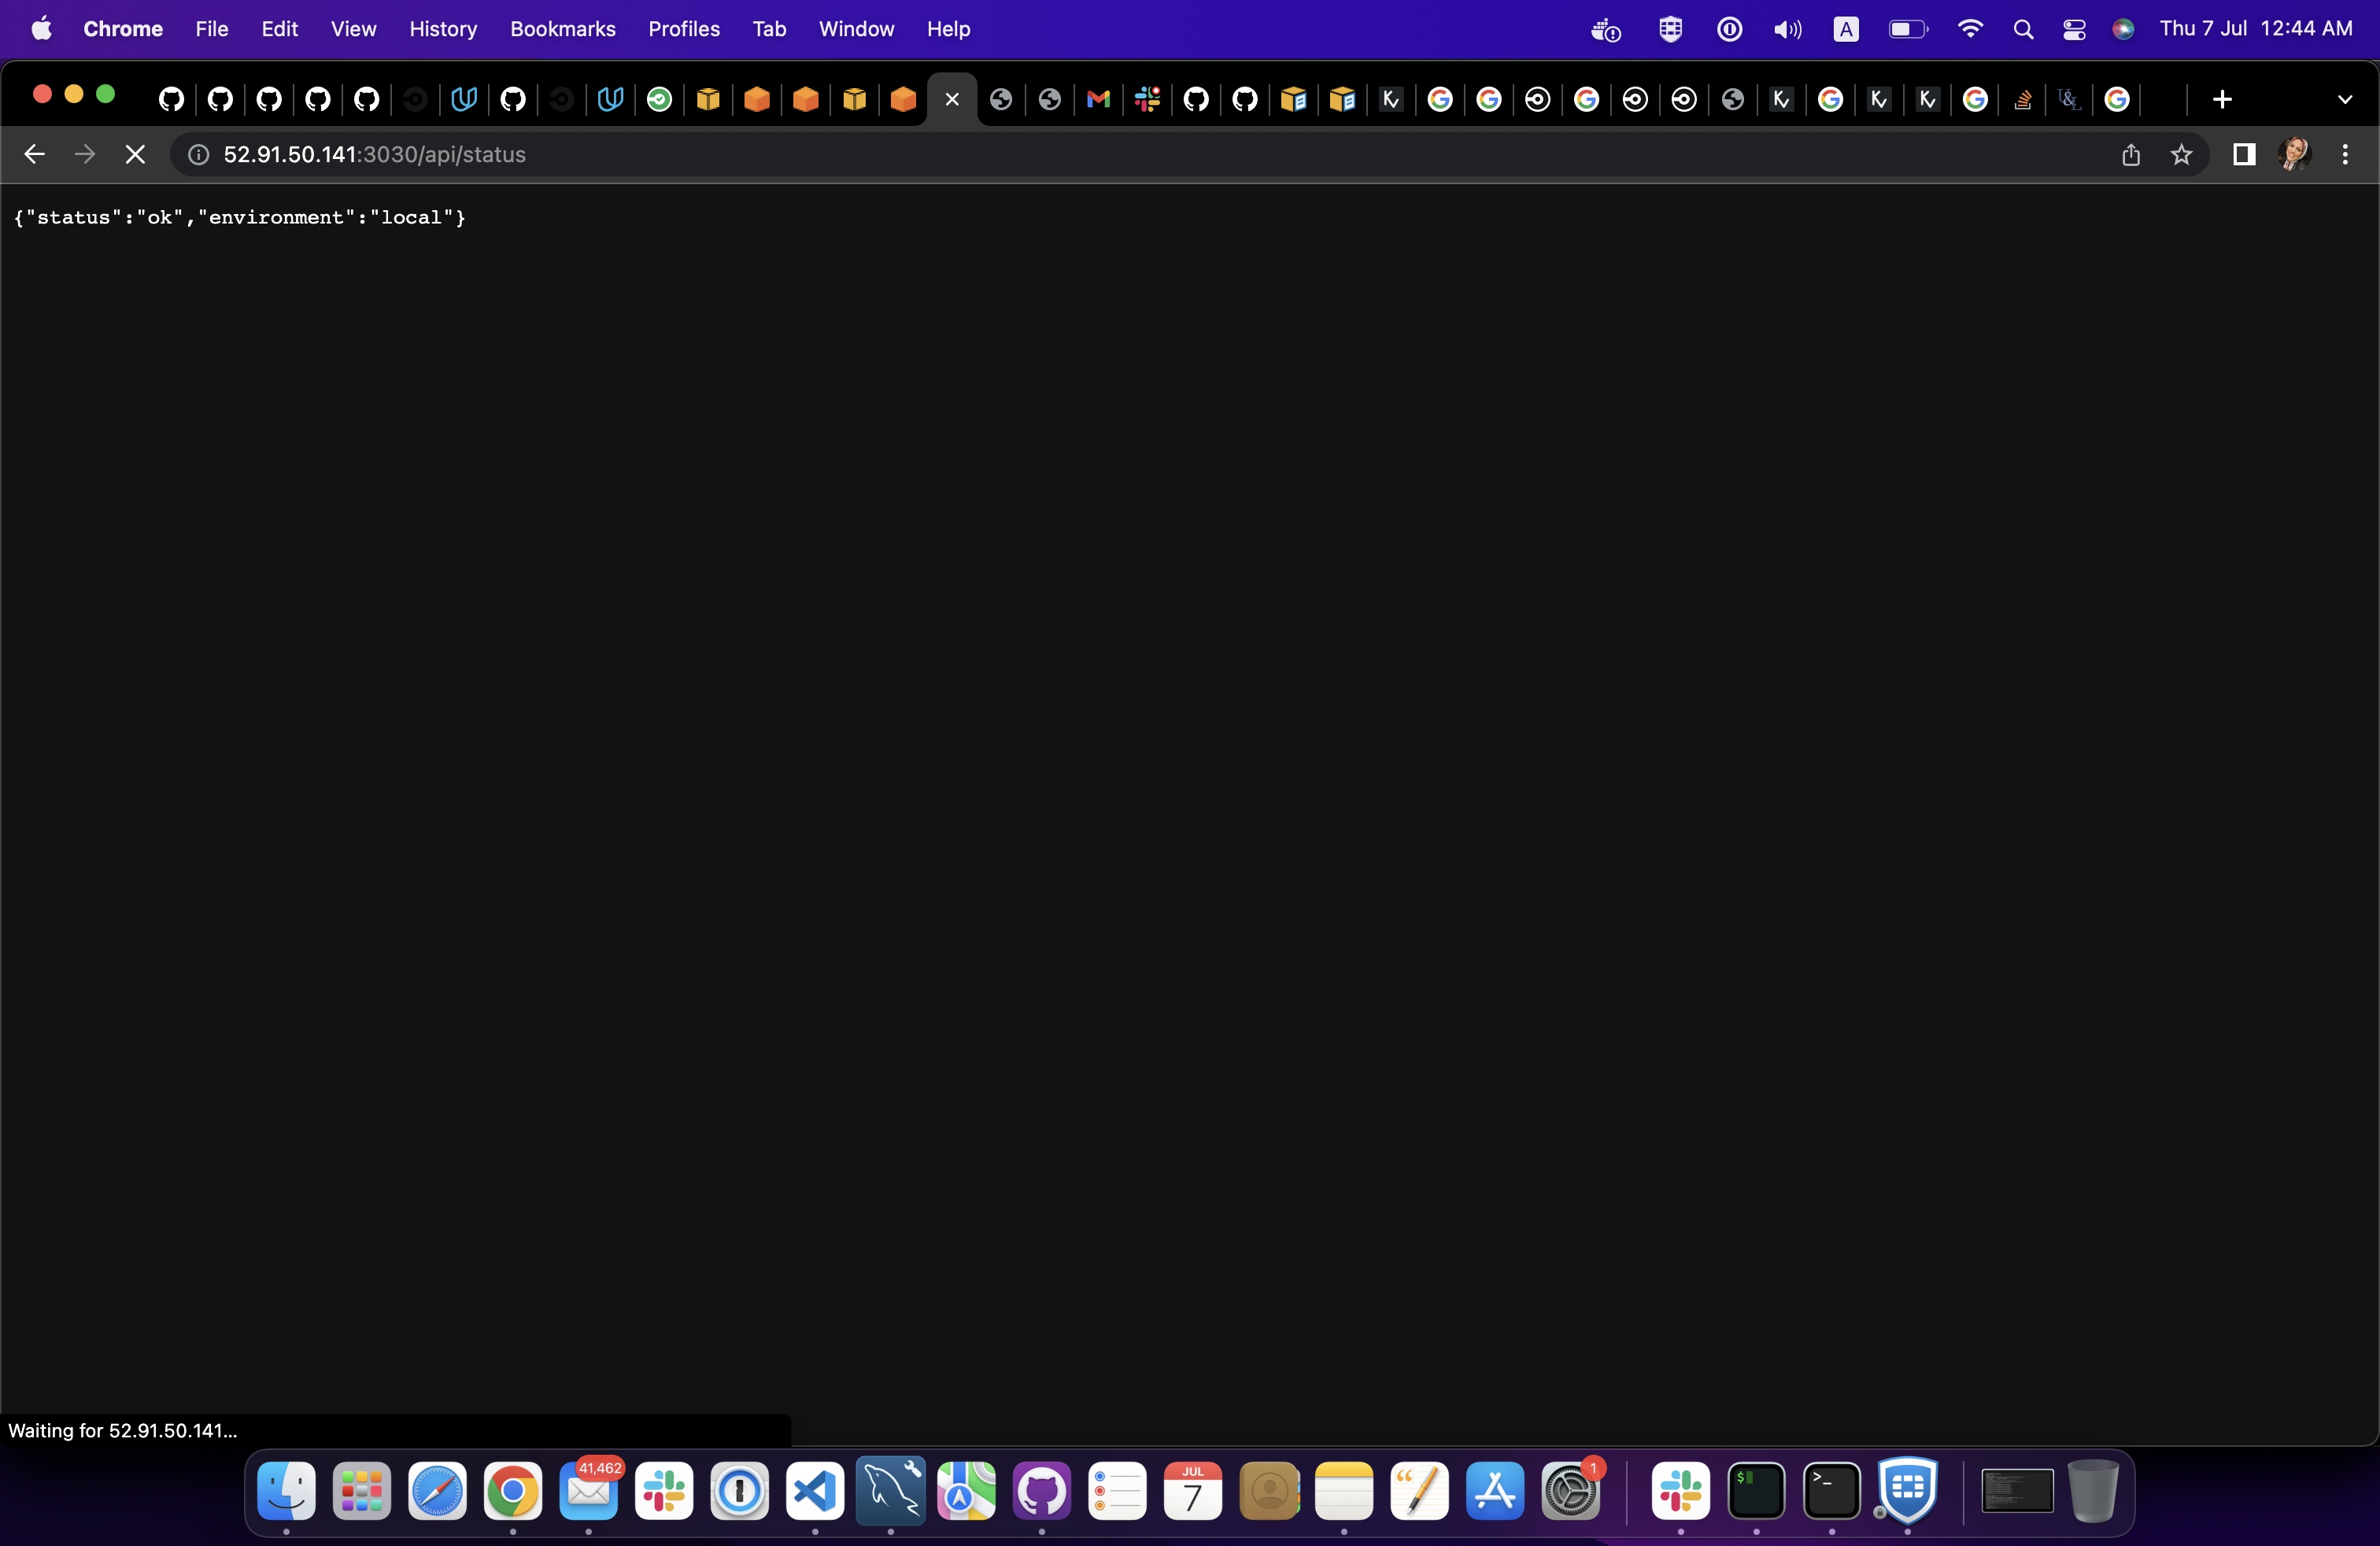 Chrome File Edit View History Bookmarks Profiles Tab Window Help A Thu 7 Jul 12:44 AM
52.91.50.141:3030/api/status
{"status":"ok","environment":"local"}
Waiting for 52.91.50.141...
41,462
JUL
7
1
$
>_